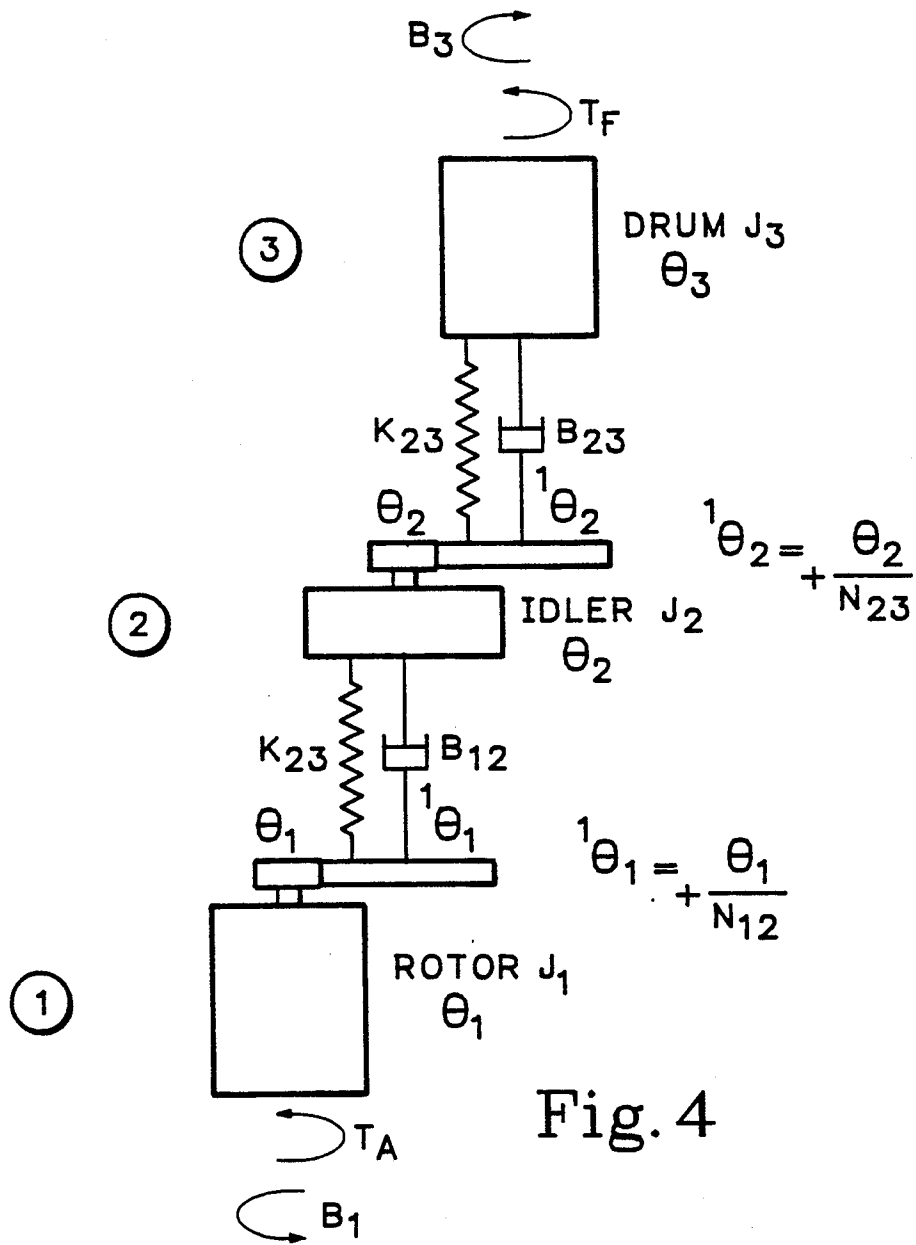 B3
TF
3
DRUM J3
θ3
K23
B23
θ2
1θ2
1θ2 = + θ2/N23
2
IDLER J2
θ2
K23
B12
θ1
1θ1
1θ1 = + θ1/N12
1
ROTOR J1
θ1
TA
B1
Fig. 4